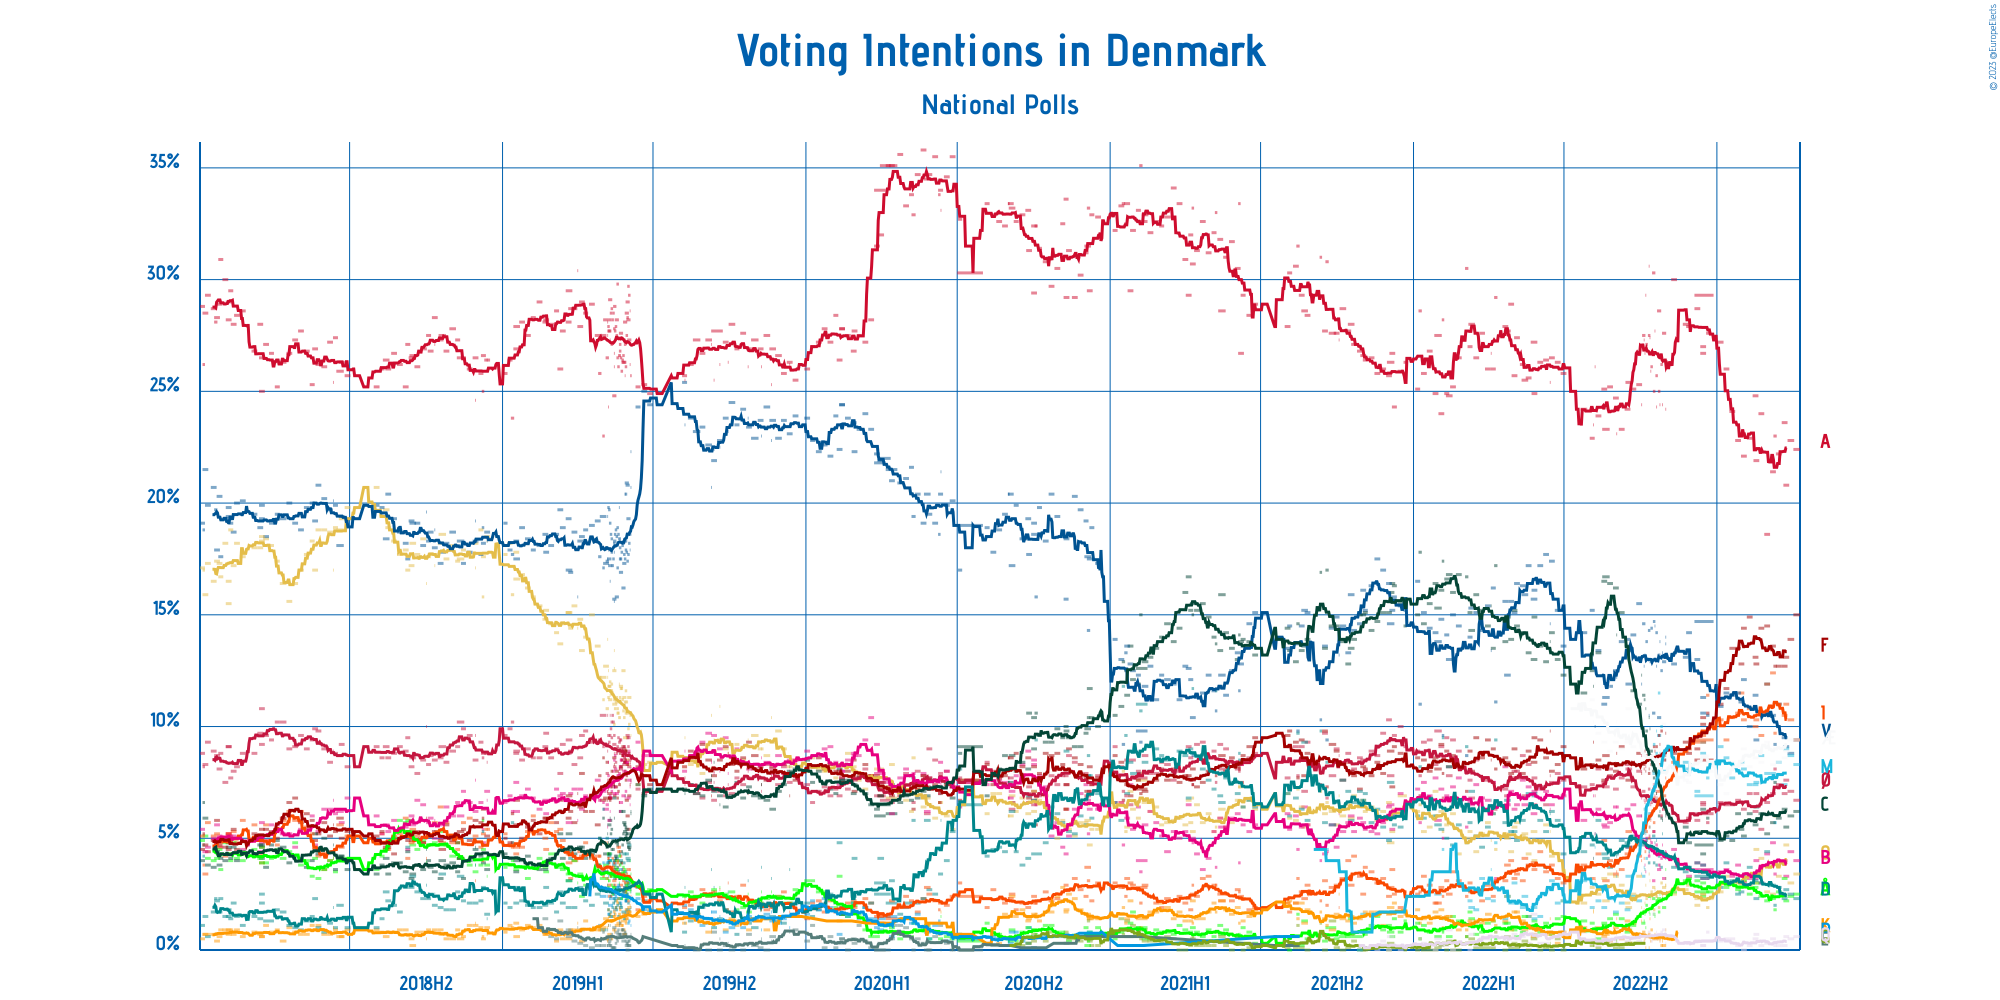 Voting Intentions in Denmark
National Polls
© 2023 @EuropeElects
35%
30%
25%
20%
15%
10%
5%
0%
A
F
I
V
M
Ø
C
B
K
2018H2
2019H1
2019H2
2020H1
2020H2
2021H1
2021H2
2022H1
2022H2